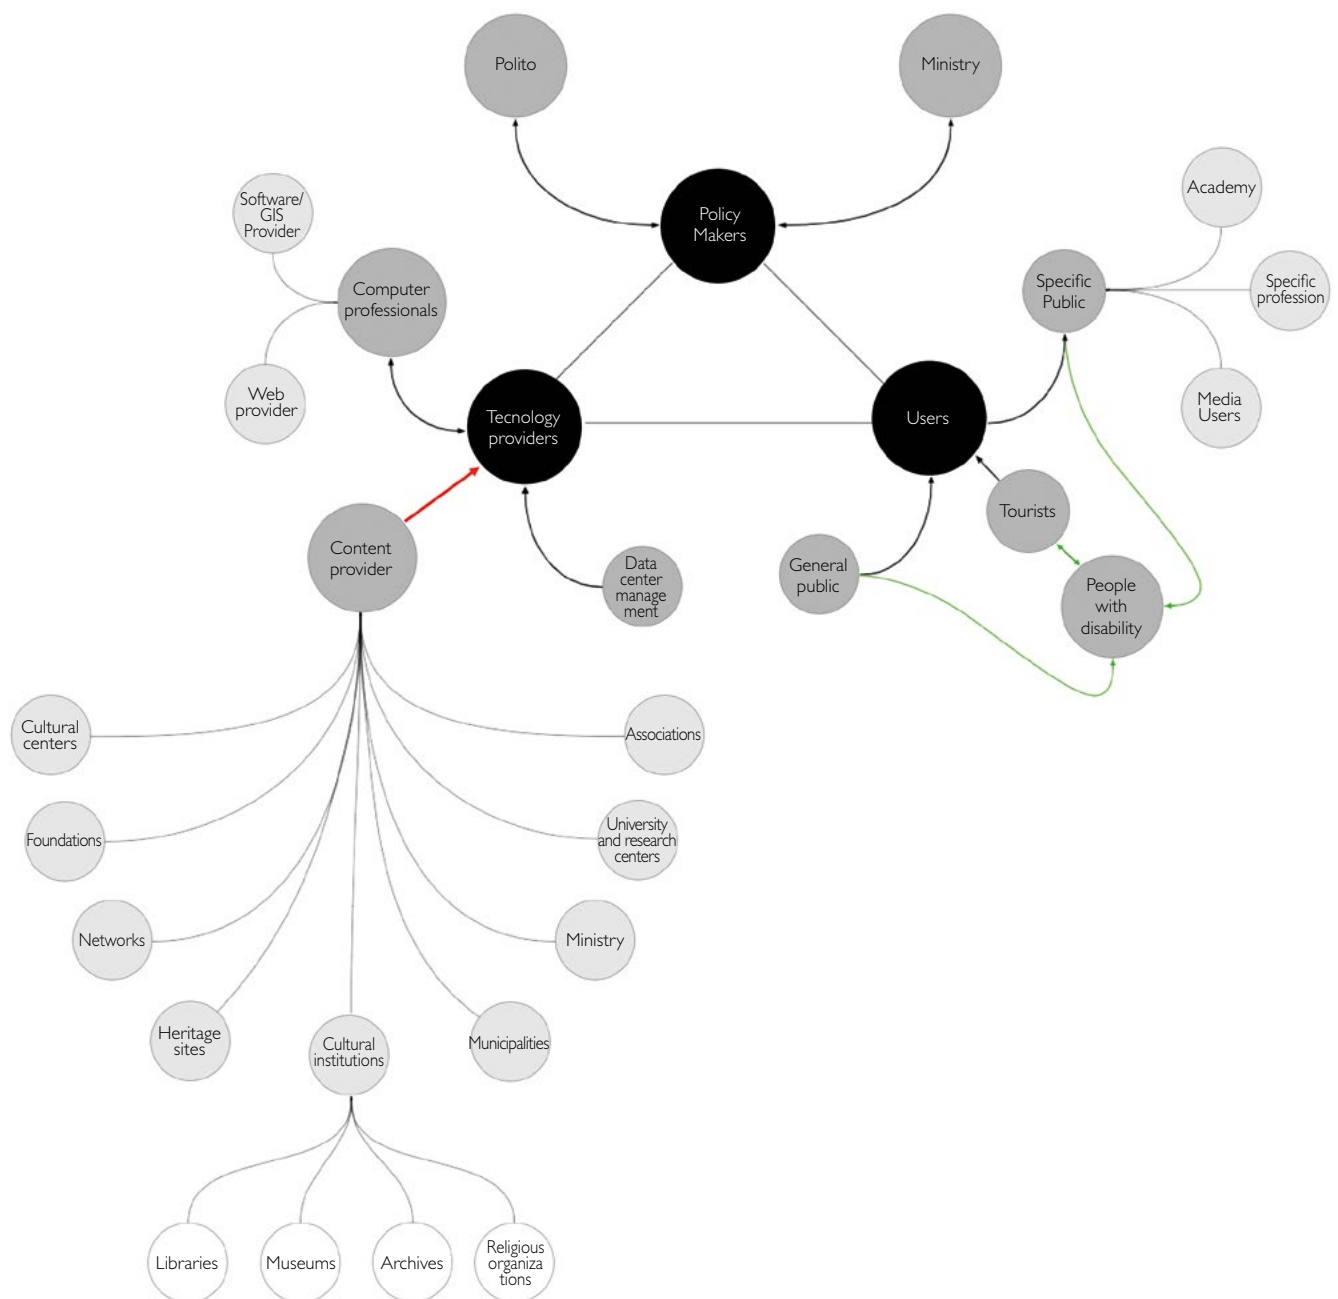 Polito
Ministry
Policy
Makers
Software/
GIS
Provider
Computer
professionals
Web
provider
Academy
Specific
Public
Specific
profession
Media
Users
Tecnology
providers
Users
Tourists
Content
provider
Data
center
manage
ment
General
public
People
with
disability
Cultural
centers
Associations
Foundations
University
and research
centers
Networks
Ministry
Heritage
sites
Cultural
institutions
Municipalities
Libraries
Museums
Archives
Religious
organiza
tions